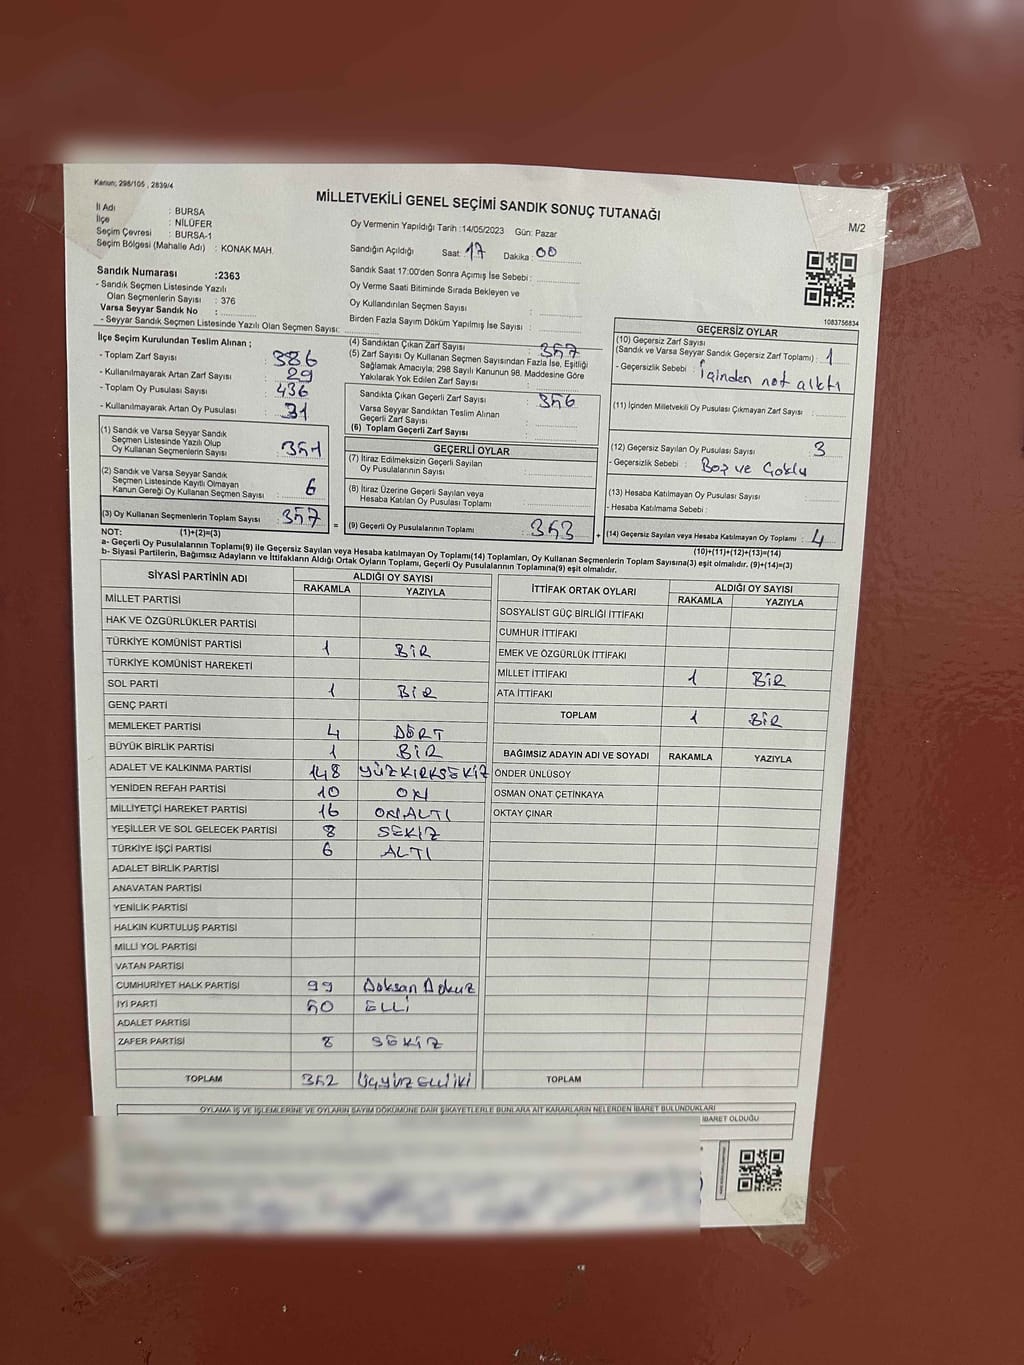 Kanun; 298/105 , 2839/4
MİLLETVEKİLİ GENEL SEÇİMİ SANDIK SONUÇ TUTANAĞI
M/2
İl Adı : BURSA
İlçe : NİLÜFER
Seçim Çevresi : BURSA-1
Seçim Bölgesi (Mahalle Adı) : KONAK MAH.
Oy Vermenin Yapıldığı Tarih :14/05/2023 Gün: Pazar
Sandığın Açıldığı Saat: 17 Dakika: 00
Sandık Saat 17:00'den Sonra Açımış İse Sebebi :
Oy Verme Saati Bitiminde Sırada Bekleyen ve
Oy Kullandırılan Seçmen Sayısı :
Birden Fazla Sayım Döküm Yapılmış İse Sayısı :
Sandık Numarası :2363
- Sandık Seçmen Listesinde Yazılı
Olan Seçmenlerin Sayısı : 376
Varsa Seyyar Sandık No :
- Seyyar Sandık Seçmen Listesinde Yazılı Olan Seçmen Sayısı:
1083756834
İlçe Seçim Kurulundan Teslim Alınan ;
- Toplam Zarf Sayısı : 386
- Kullanılmayarak Artan Zarf Sayısı : 29
- Toplam Oy Pusulası Sayısı : 436
- Kullanılmayarak Artan Oy Pusulası : 31
(1) Sandık ve Varsa Seyyar Sandık
Seçmen Listesinde Yazılı Olup
Oy Kullanan Seçmenlerin Sayısı : 351
(2) Sandık ve Varsa Seyyar Sandık
Seçmen Listesinde Kayıtlı Olmayan
Kanun Gereği Oy Kullanan Seçmen Sayısı : 6
(3) Oy Kullanan Seçmenlerin Toplam Sayısı : 357
(1)+(2)=(3)
(4) Sandıktan Çıkan Zarf Sayısı : 357
(5) Zarf Sayısı Oy Kullanan Seçmen Sayısından Fazla İse, Eşitliği
Sağlamak Amacıyla; 298 Sayılı Kanunun 98. Maddesine Göre
Yakılarak Yok Edilen Zarf Sayısı :
Sandıkta Çıkan Geçerli Zarf Sayısı : 356
Varsa Seyyar Sandıktan Teslim Alınan
Geçerli Zarf Sayısı :
(6) Toplam Geçerli Zarf Sayısı :
GEÇERLİ OYLAR
(7) İtiraz Edilmeksizin Geçerli Sayılan
Oy Pusulalarının Sayısı :
(8) İtiraz Üzerine Geçerli Sayılan veya
Hesaba Katılan Oy Pusulası Toplamı :
= (9) Geçerli Oy Pusulalarının Toplamı : 353 +
GEÇERSİZ OYLAR
(10) Geçersiz Zarf Sayısı
(Sandık ve Varsa Seyyar Sandık Geçersiz Zarf Toplamı) : 1
- Geçersizlik Sebebi : İçinden not çıktı
(11) İçinden Milletvekili Oy Pusulası Çıkmayan Zarf Sayısı :
(12) Geçersiz Sayılan Oy Pusulası Sayısı : 3
- Geçersizlik Sebebi : Boş ve Çoklu
(13) Hesaba Katılmayan Oy Pusulası Sayısı :
- Hesaba Katılmama Sebebi :
(14) Geçersiz Sayılan veya Hesaba Katılmayan Oy Toplamı : 4
(10)+(11)+(12)+(13)=(14)
NOT:
a- Geçerli Oy Pusulalarının Toplamı(9) ile Geçersiz Sayılan veya Hesaba katılmayan Oy Toplamı(14) Toplamları, Oy Kullanan Seçmenlerin Toplam Sayısına(3) eşit olmalıdır. (9)+(14)=(3)
b- Siyasi Partilerin, Bağımsız Adayların ve İttifakların Aldığı Ortak Oyların Toplamı, Geçerli Oy Pusulalarının Toplamına(9) eşit olmalıdır.
SİYASİ PARTİNİN ADI ALDIĞI OY SAYISI
RAKAMLA YAZIYLA
MİLLET PARTİSİ
HAK VE ÖZGÜRLÜKLER PARTİSİ
TÜRKİYE KOMÜNİST PARTİSİ 1 BİR
TÜRKİYE KOMÜNİST HAREKETİ
SOL PARTİ 1 BİR
GENÇ PARTİ
MEMLEKET PARTİSİ 4 DÖRT
BÜYÜK BİRLİK PARTİSİ 1 BİR
ADALET VE KALKINMA PARTİSİ 148 YÜZKIRKSEKİZ
YENİDEN REFAH PARTİSİ 10 ON
MİLLİYETÇİ HAREKET PARTİSİ 16 ONALTI
YEŞİLLER VE SOL GELECEK PARTİSİ 8 SEKİZ
TÜRKİYE İŞÇİ PARTİSİ 6 ALTI
ADALET BİRLİK PARTİSİ
ANAVATAN PARTİSİ
YENİLİK PARTİSİ
HALKIN KURTULUŞ PARTİSİ
MİLLİ YOL PARTİSİ
VATAN PARTİSİ
CUMHURİYET HALK PARTİSİ 99 Doksan Dokuz
İYİ PARTİ 50 ELLİ
ADALET PARTİSİ
ZAFER PARTİSİ 8 SEKİZ
TOPLAM 352 Üçyüz Elliiki
İTTİFAK ORTAK OYLARI ALDIĞI OY SAYISI
RAKAMLA YAZIYLA
SOSYALİST GÜÇ BİRLİĞİ İTTİFAKI
CUMHUR İTTİFAKI
EMEK VE ÖZGÜRLÜK İTTİFAKI
MİLLET İTTİFAKI 1 BİR
ATA İTTİFAKI
TOPLAM 1 BİR
BAĞIMSIZ ADAYIN ADI VE SOYADI RAKAMLA YAZIYLA
ÖNDER ÜNLÜSOY
OSMAN ONAT ÇETİNKAYA
OKTAY ÇINAR
TOPLAM
OYLAMA İŞ VE İŞLEMLERİNE VE OYLARIN SAYIM DÖKÜMÜNE DAİR ŞİKAYETLERLE BUNLARA AİT KARARLARIN NELERDEN İBARET BULUNDUKLARI
İBARET OLDUĞU